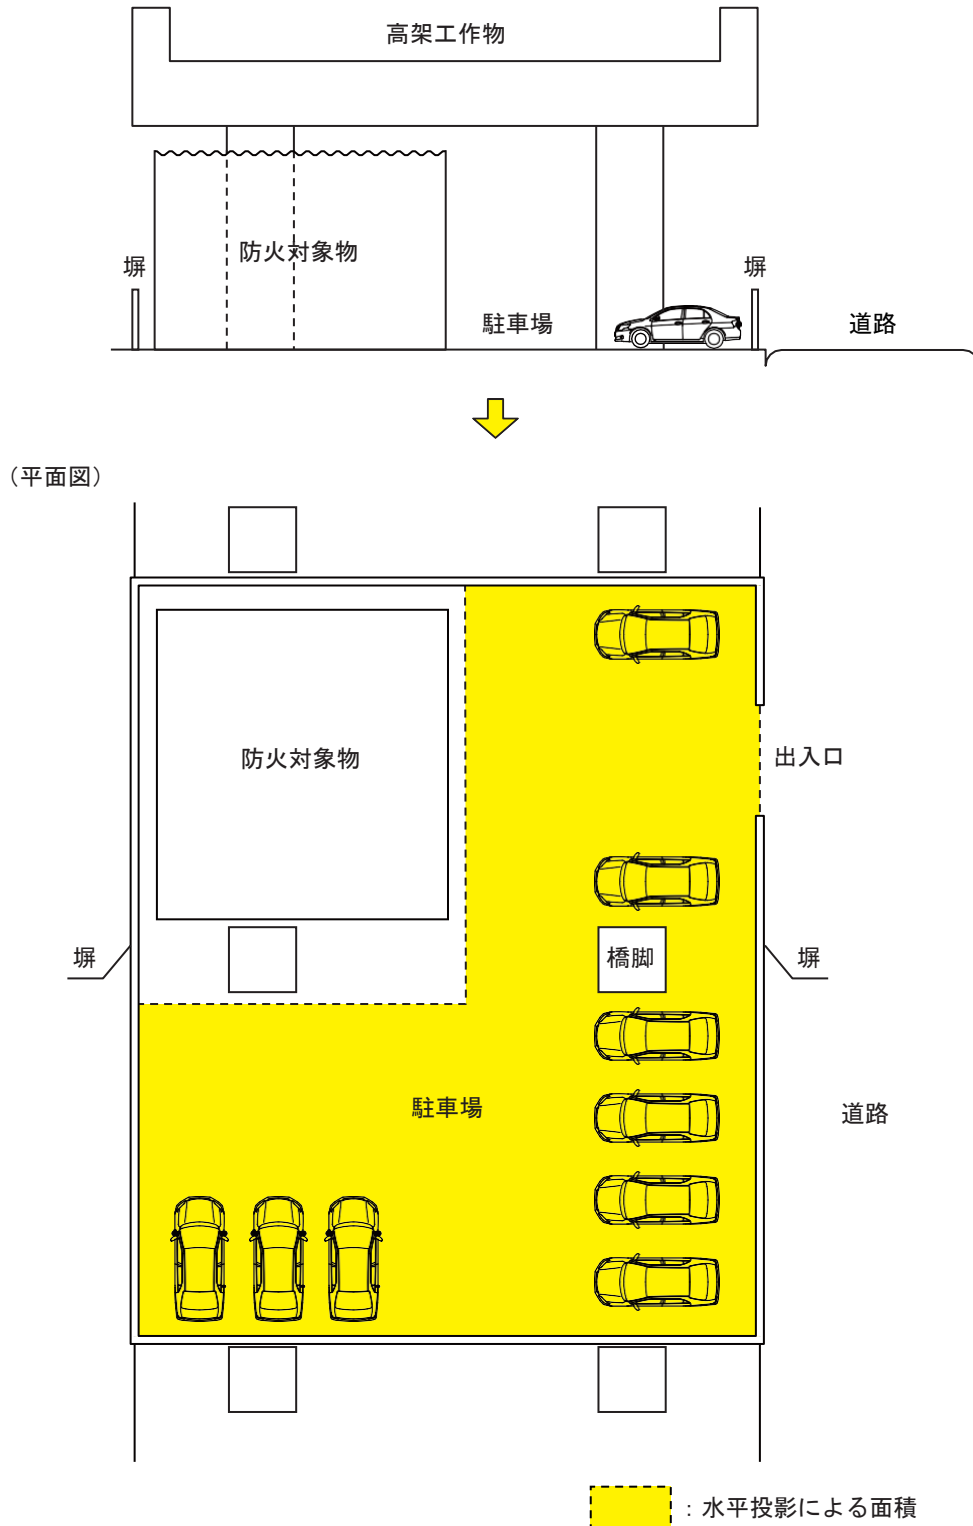 高架工作物
防火対象物
塀
塀
駐車場
道路
（平面図）
防火対象物
出入口
塀
橋脚
塀
駐車場
道路
：水平投影による面積